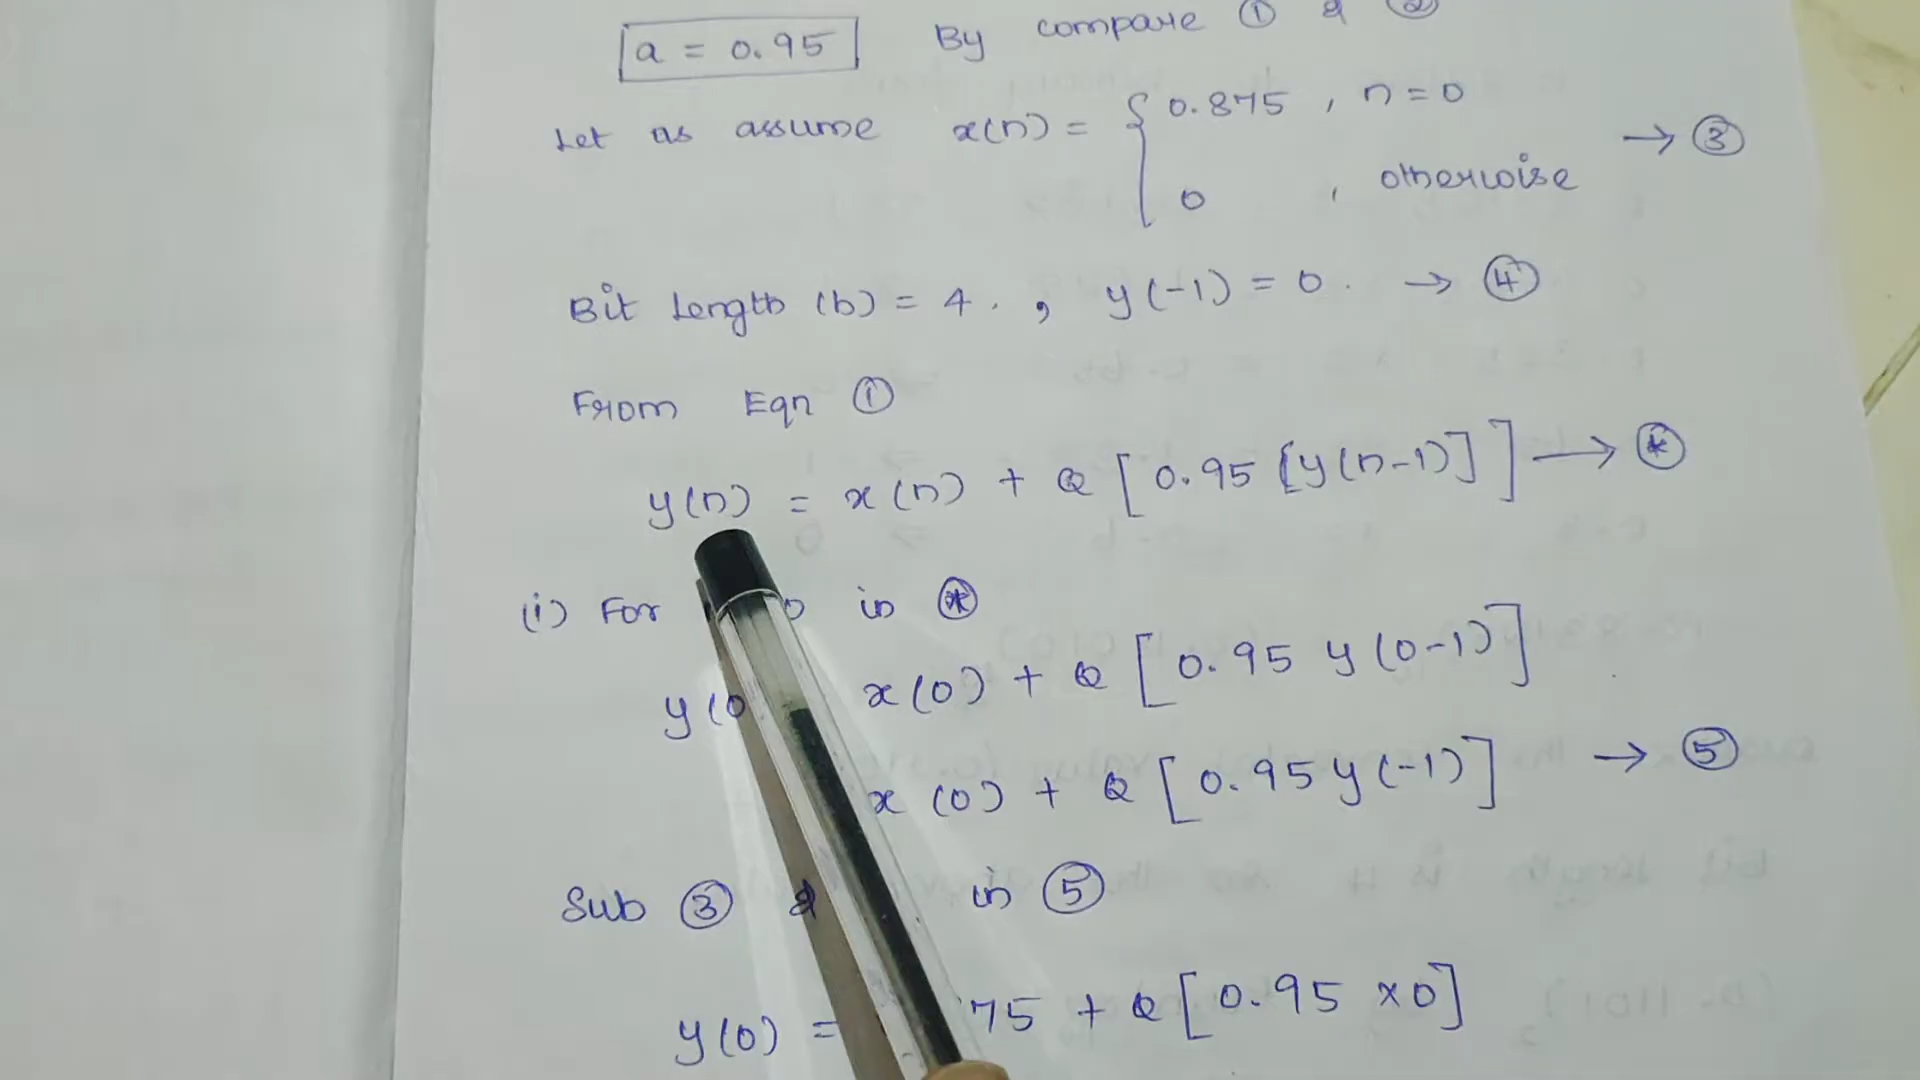 a = 0.95 By compare ① & ②
Let as assume x(n) = { 0.875 , n = 0
0 , otherwise → ③
Bit Length (b) = 4 . , y(-1) = 0 . → ④
From Eqn ①
y(n) = x(n) + Q [ 0.95 [y(n-1)] ] → ⊛
(i) For 0 in ⊛
y(0 x(0) + Q [ 0.95 y(0-1) ]
x(0) + Q [ 0.95 y(-1) ] → ⑤
Sub ③ & in ⑤
y(0) = 75 + Q [ 0.95 × 0 ]